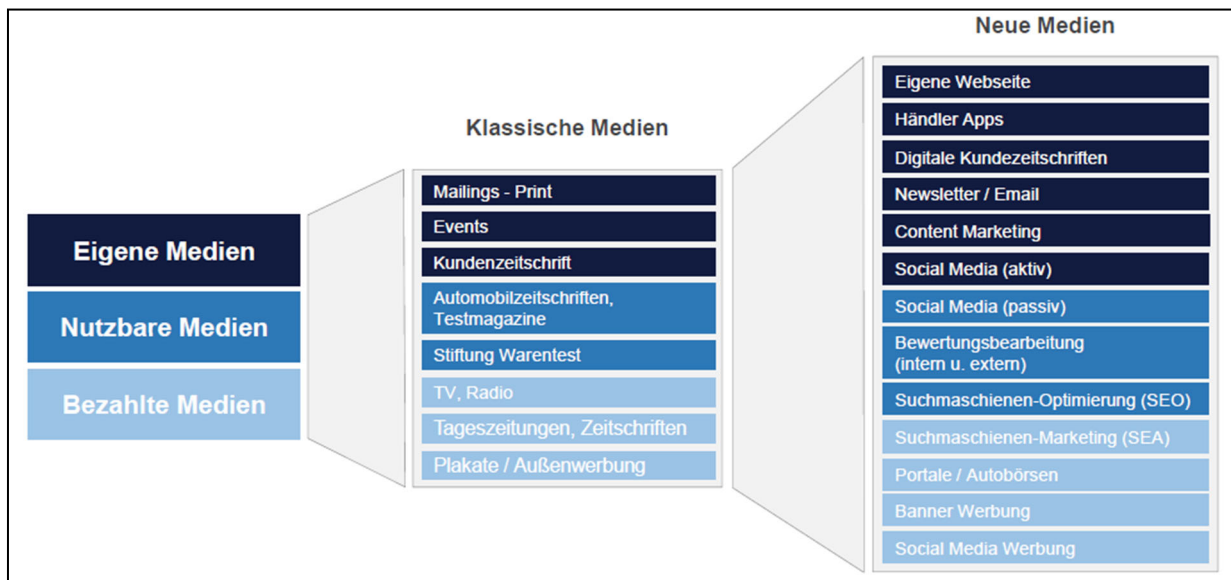 Neue Medien
Klassische Medien
Eigene Medien
Nutzbare Medien
Bezahlte Medien
Mailings - Print
Events
Kundenzeitschrift
Automobilzeitschriften,
Testmagazine
Stiftung Warentest
TV, Radio
Tageszeitungen, Zeitschriften
Plakate / Außenwerbung
Eigene Webseite
Händler Apps
Digitale Kundezeitschriften
Newsletter / Email
Content Marketing
Social Media (aktiv)
Social Media (passiv)
Bewertungsbearbeitung
(intern u. extern)
Suchmaschienen-Optimierung (SEO)
Suchmaschienen-Marketing (SEA)
Portale / Autobörsen
Banner Werbung
Social Media Werbung